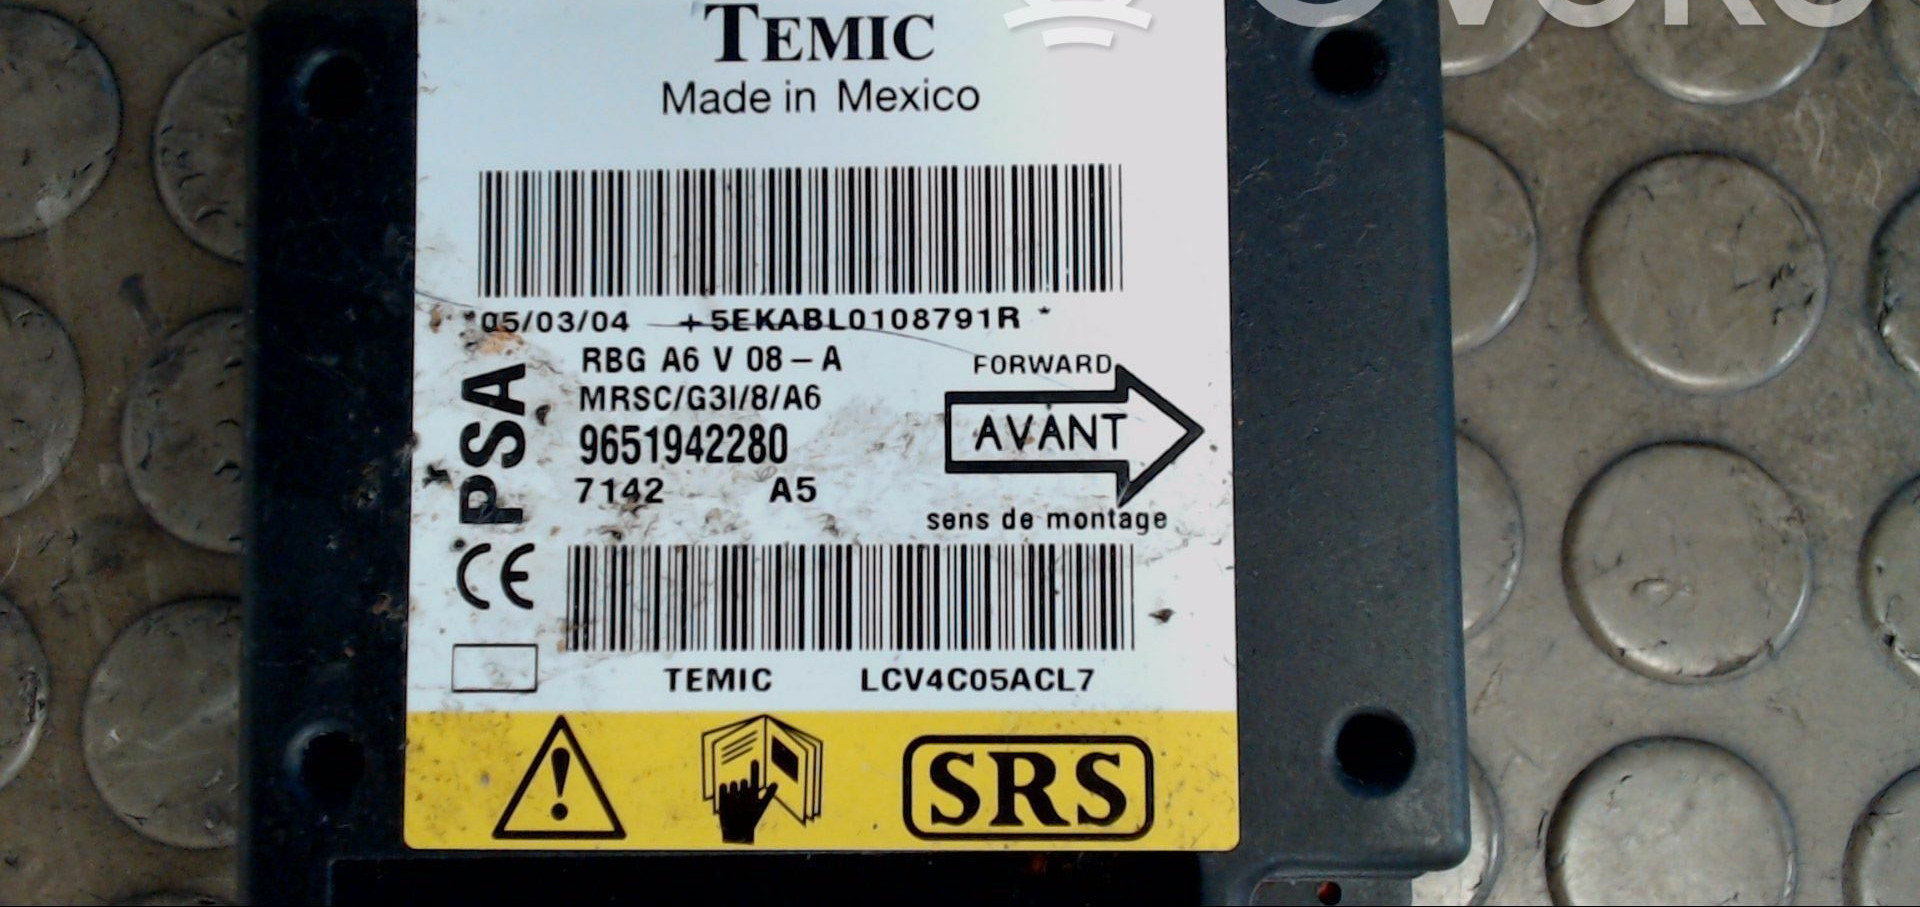 TEMIC
Made in Mexico
*05/03/04 +5EKABL0108791R *
RBG A6 V 08-A
MRSC/G3I/8/A6
9651942280
7142 A5
FORWARD
AVANT
sens de montage
PSA
CE
TEMIC LCV4C05ACL7
SRS